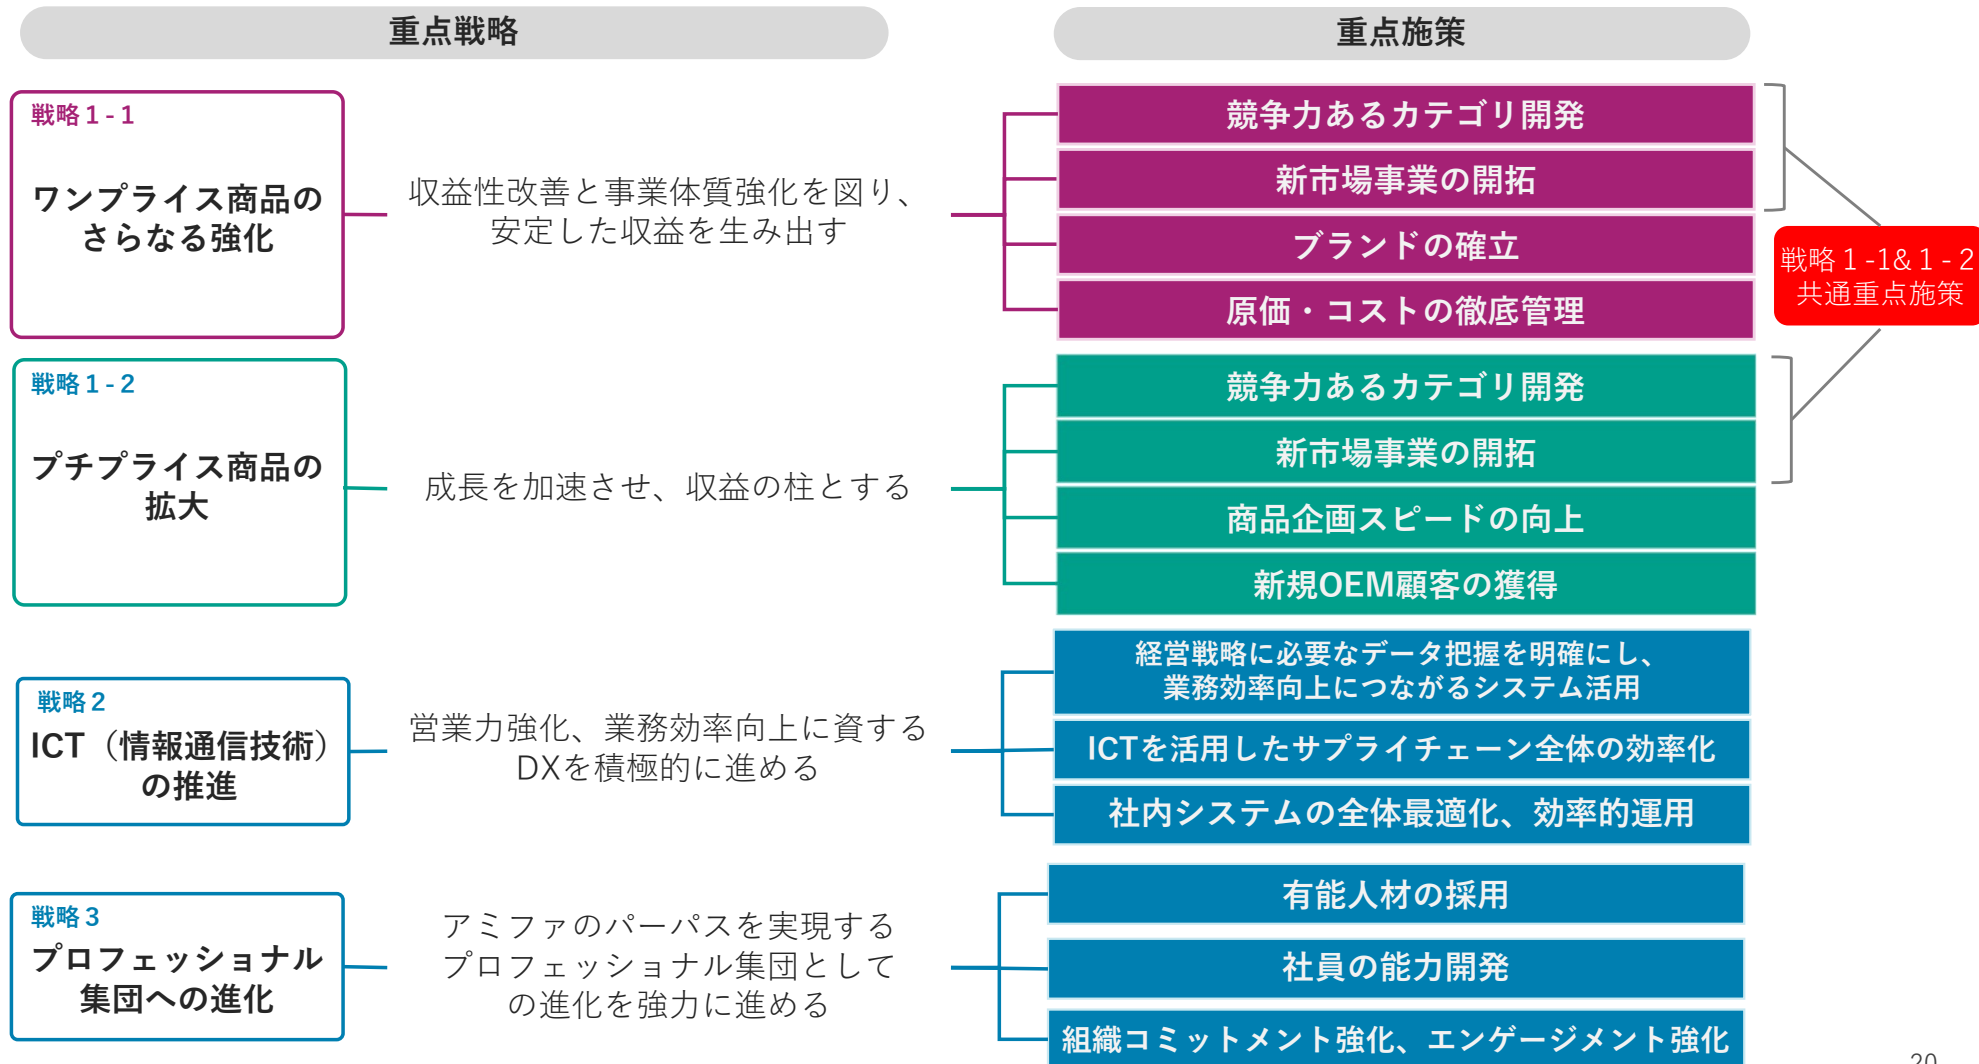 重点戦略
重点施策
戦略1-1
ワンプライス商品の
さらなる強化
収益性改善と事業体質強化を図り、
安定した収益を生み出す
競争力あるカテゴリ開発
新市場事業の開拓
ブランドの確立
原価・コストの徹底管理
戦略１-1&１-２
共通重点施策
戦略1-2
プチプライス商品の
拡大
成長を加速させ、収益の柱とする
競争力あるカテゴリ開発
新市場事業の開拓
商品企画スピードの向上
新規OEM顧客の獲得
戦略2
ICT（情報通信技術）
の推進
営業力強化、業務効率向上に資する
DXを積極的に進める
経営戦略に必要なデータ把握を明確にし、
業務効率向上につながるシステム活用
ICTを活用したサプライチェーン全体の効率化
社内システムの全体最適化、効率的運用
戦略3
プロフェッショナル
集団への進化
アミファのパーパスを実現する
プロフェッショナル集団として
の進化を強力に進める
有能人材の採用
社員の能力開発
組織コミットメント強化、エンゲージメント強化
20